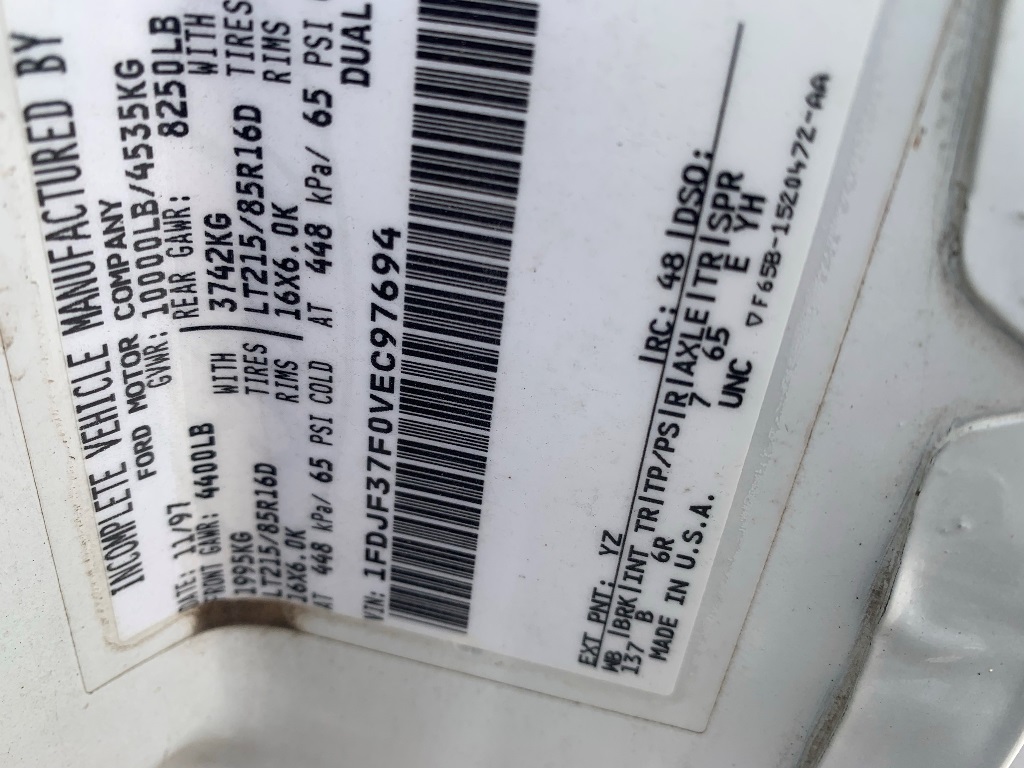 INCOMPLETE VEHICLE MANUFACTURED BY
FORD MOTOR COMPANY
DATE: 11/97 GVWR: 10000LB/4535KG
FRONT GAWR: 4400LB REAR GAWR: 8250LB
1995KG WITH 3742KG WITH
LT215/85R16D TIRES LT215/85R16D TIRES
16X6.0K RIMS 16X6.0K RIMS
AT 448 kPa/ 65 PSI COLD AT 448 kPa/ 65 PSI
DUAL
VIN: 1FDJF37F0VEC97694
EXT PNT: YZ RC: 48 DSO:
WB BRK INT TR TP/PS R AXLE TR SPR
137 B 6R 7 65 E YH
MADE IN U.S.A. UNC
▽F65B-1520472-AA